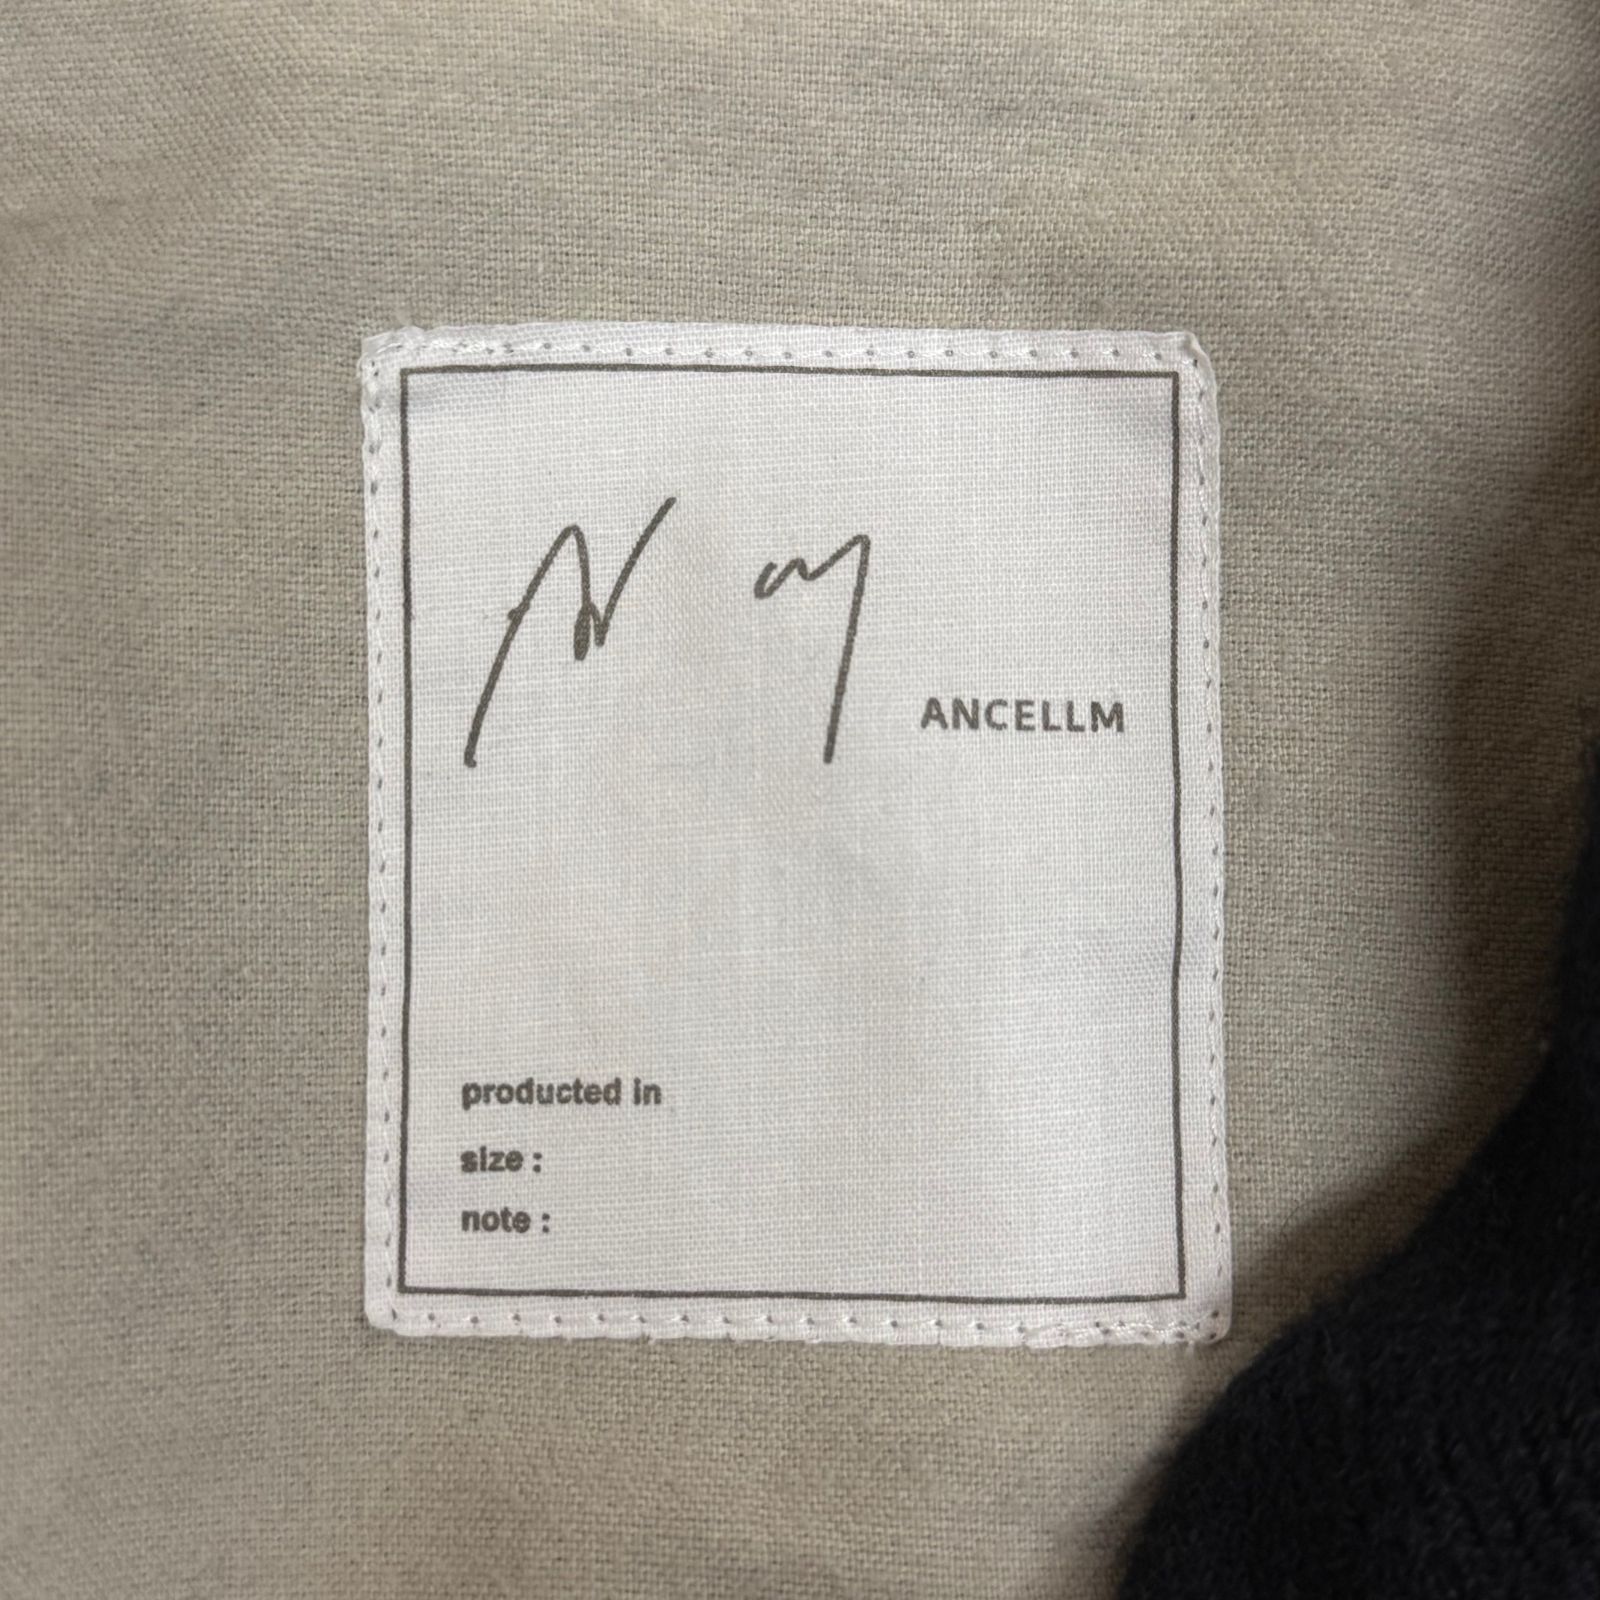 ANCELLM
producted in
size :
note :